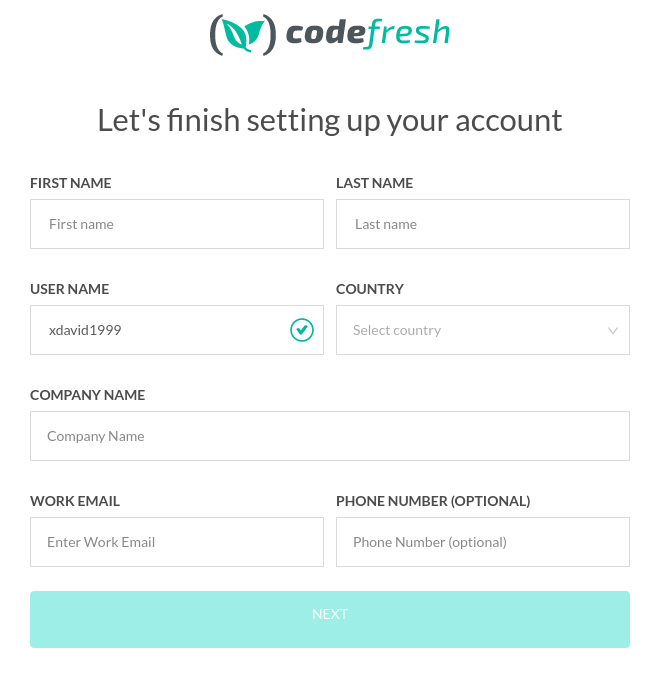 codefresh
Let's finish setting up your account
FIRST NAME
LAST NAME
First name
Last name
USER NAME
COUNTRY
xdavid1999
Select country
COMPANY NAME
Company Name
WORK EMAIL
PHONE NUMBER (OPTIONAL)
Enter Work Email
Phone Number (optional)
NEXT